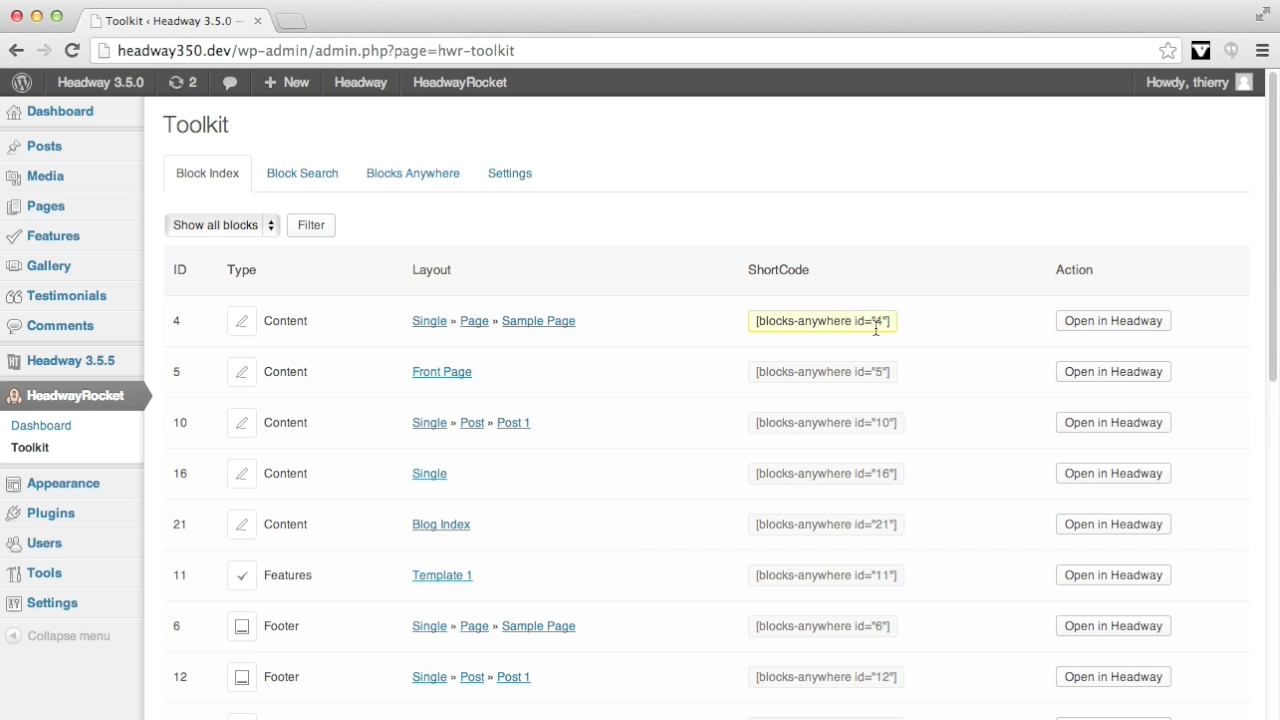 Toolkit ‹ Headway 3.5.0 —
headway350.dev/wp-admin/admin.php?page=hwr-toolkit
Headway 3.5.0 2 New Headway HeadwayRocket Howdy, thierry
Dashboard
Posts
Media
Pages
Features
Gallery
Testimonials
Comments
Headway 3.5.5
HeadwayRocket
Dashboard
Toolkit
Appearance
Plugins
Users
Tools
Settings
Collapse menu
Toolkit
Block Index Block Search Blocks Anywhere Settings
Show all blocks Filter
ID Type Layout ShortCode Action
4 Content Single » Page » Sample Page [blocks-anywhere id="4"] Open in Headway
5 Content Front Page [blocks-anywhere id="5"] Open in Headway
10 Content Single » Post » Post 1 [blocks-anywhere id="10"] Open in Headway
16 Content Single [blocks-anywhere id="16"] Open in Headway
21 Content Blog Index [blocks-anywhere id="21"] Open in Headway
11 Features Template 1 [blocks-anywhere id="11"] Open in Headway
6 Footer Single » Page » Sample Page [blocks-anywhere id="6"] Open in Headway
12 Footer Single » Post » Post 1 [blocks-anywhere id="12"] Open in Headway